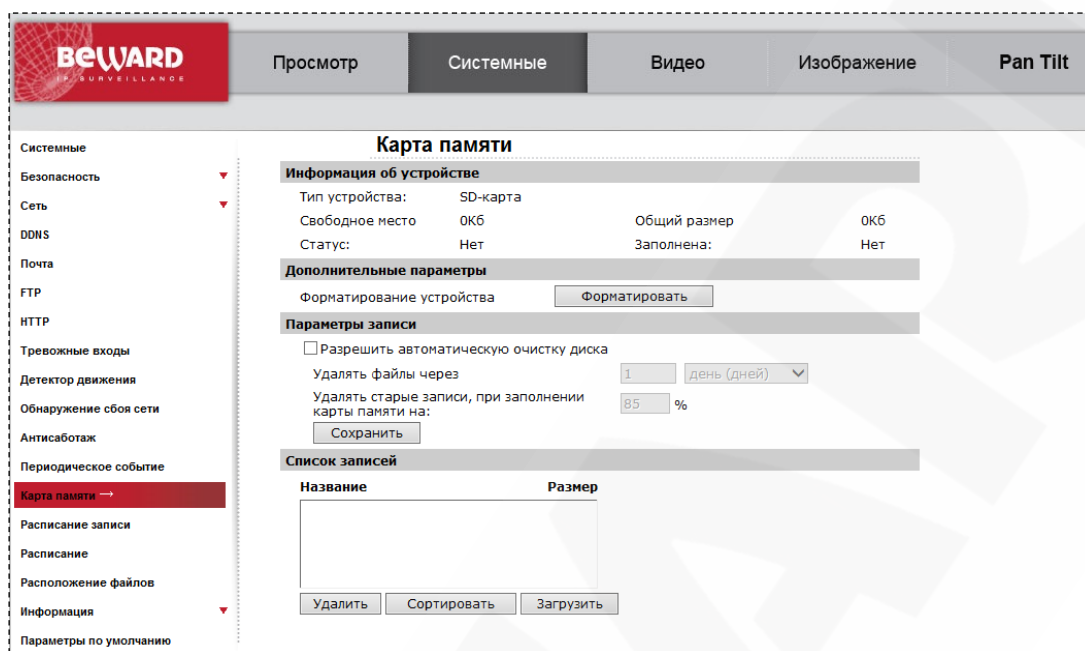 BEWARD
IP SURVEILLANCE
Просмотр Системные Видео Изображение Pan Tilt
Системные
Безопасность
Сеть
DDNS
Почта
FTP
HTTP
Тревожные входы
Детектор движения
Обнаружение сбоя сети
Антисаботаж
Периодическое событие
Карта памяти →
Расписание записи
Расписание
Расположение файлов
Информация
Параметры по умолчанию
Карта памяти
Информация об устройстве
Тип устройства: SD-карта
Свободное место 0Кб Общий размер 0Кб
Статус: Нет Заполнена: Нет
Дополнительные параметры
Форматирование устройства Форматировать
Параметры записи
Разрешить автоматическую очистку диска
Удалять файлы через 1 день (дней)
Удалять старые записи, при заполнении
карты памяти на: 85 %
Сохранить
Список записей
Название Размер
Удалить Сортировать Загрузить